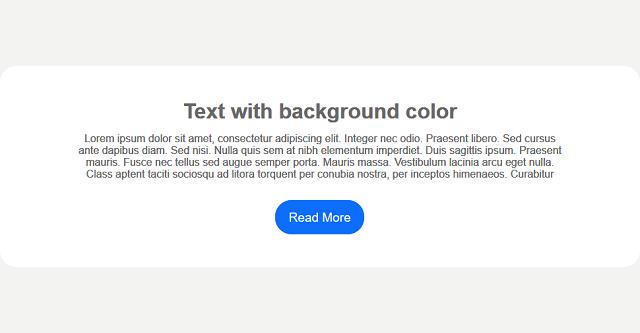 Text with background color
Lorem ipsum dolor sit amet, consectetur adipiscing elit. Integer nec odio. Praesent libero. Sed cursus
ante dapibus diam. Sed nisi. Nulla quis sem at nibh elementum imperdiet. Duis sagittis ipsum. Praesent
mauris. Fusce nec tellus sed augue semper porta. Mauris massa. Vestibulum lacinia arcu eget nulla.
Class aptent taciti sociosqu ad litora torquent per conubia nostra, per inceptos himenaeos. Curabitur
Read More